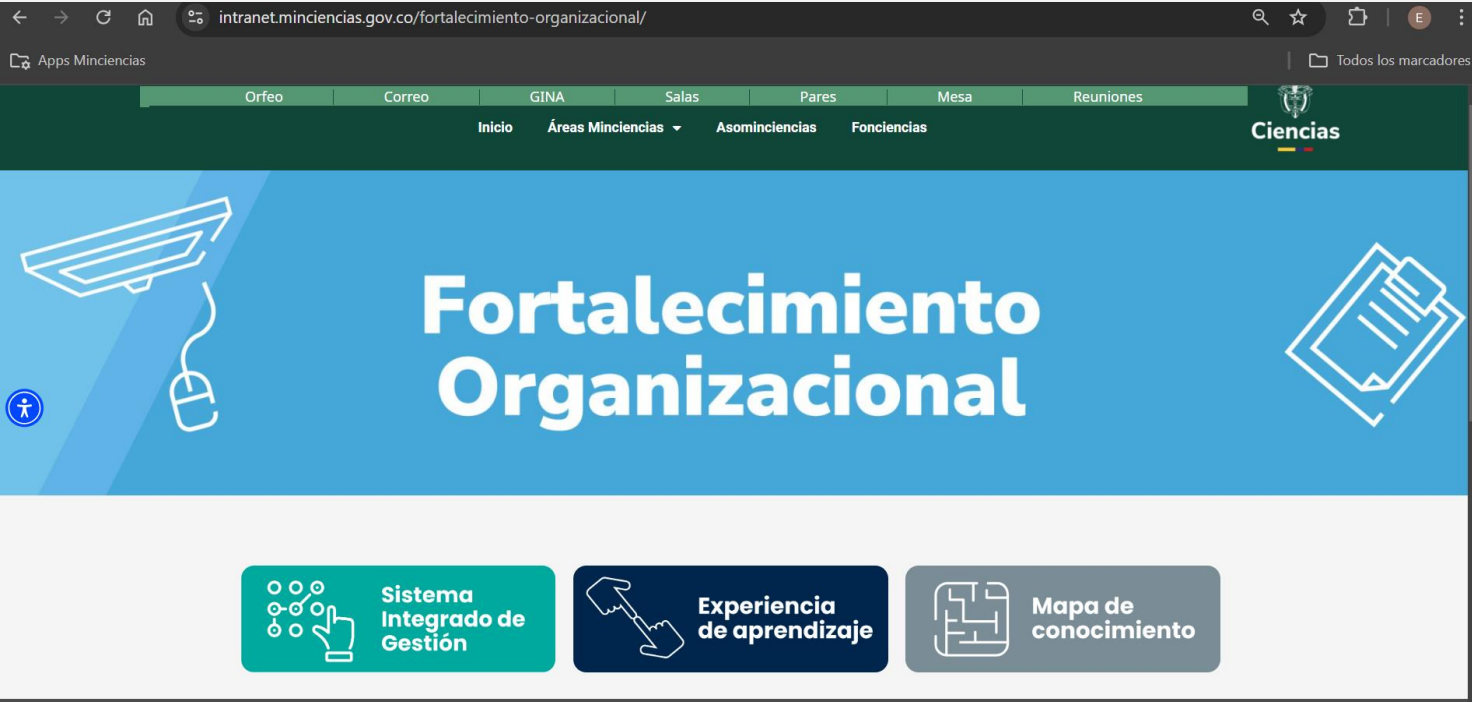 intranet.minciencias.gov.co/fortalecimiento-organizacional/
E
Apps Minciencias
Todos los marcadores
Orfeo
Correo
GINA
Salas
Pares
Mesa
Reuniones
Inicio
Áreas Minciencias
Asominciencias
Fonciencias
Ciencias
Fortalecimiento
Organizacional
Sistema
Integrado de
Gestión
Experiencia
de aprendizaje
Mapa de
conocimiento